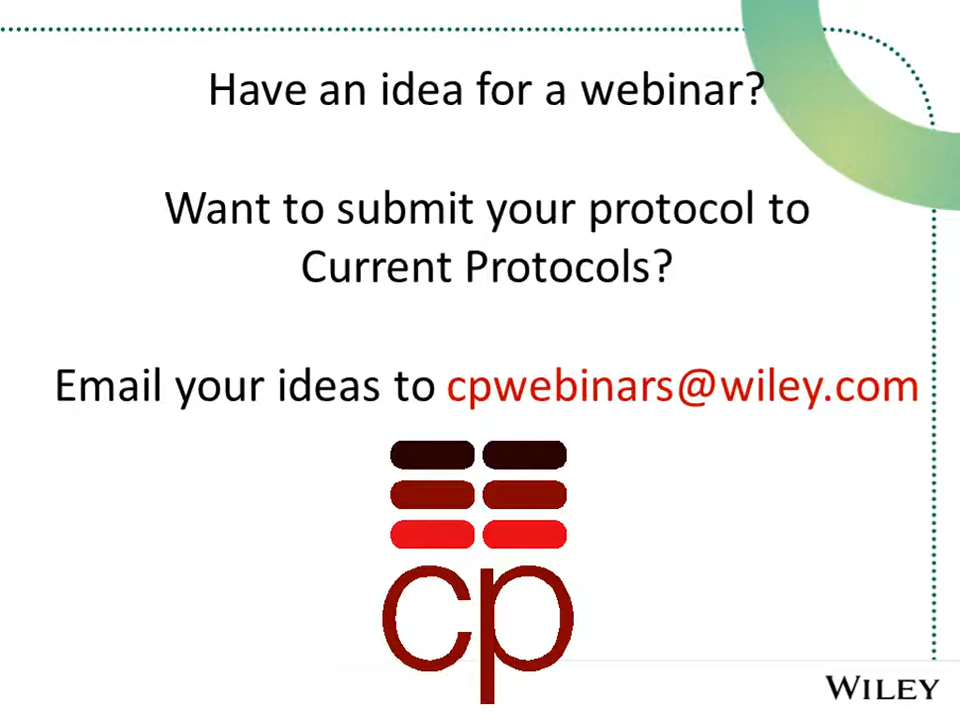 Have an idea for a webinar?
Want to submit your protocol to
Current Protocols?
Email your ideas to cpwebinars@wiley.com
cp
WILEY